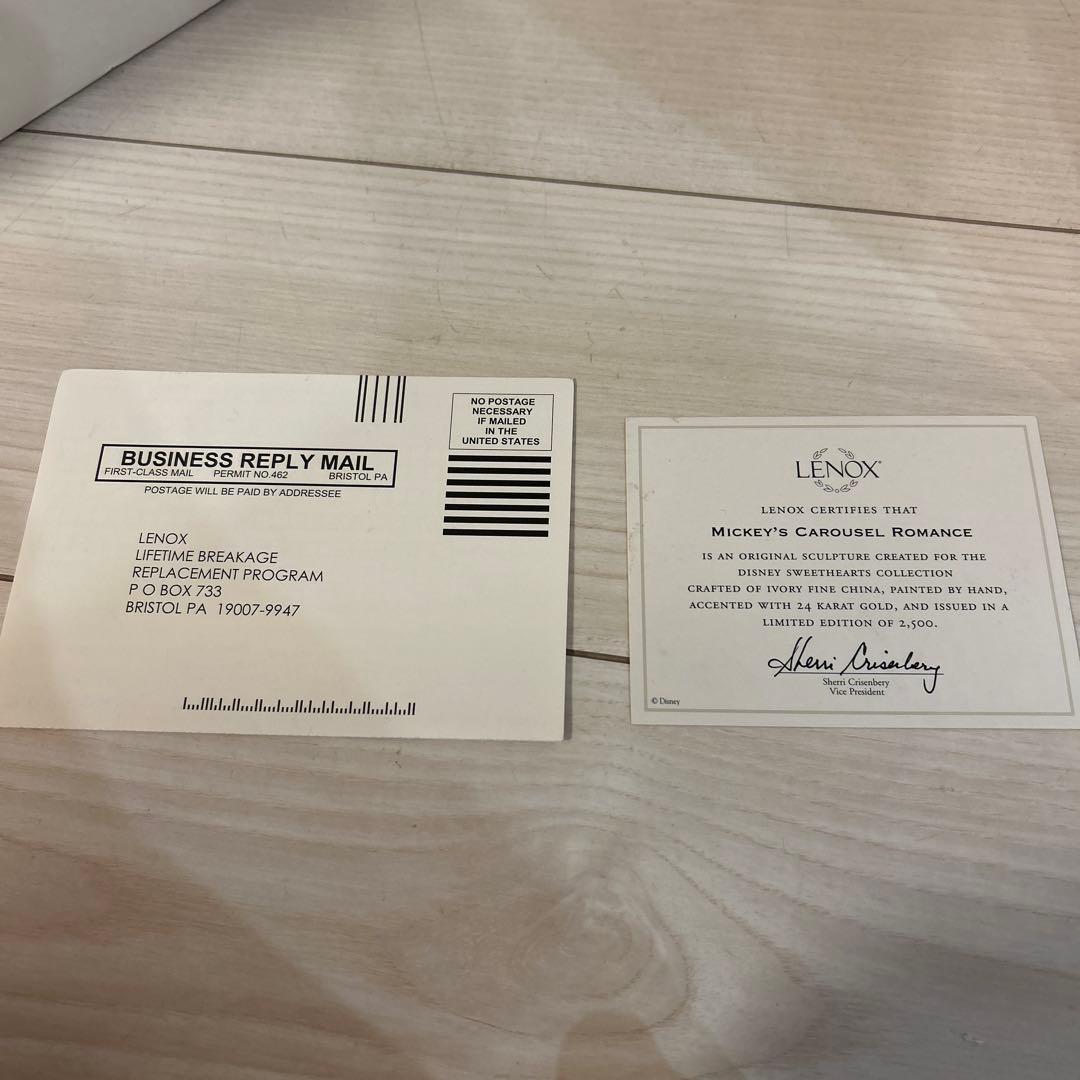 NO POSTAGE
NECESSARY
IF MAILED
IN THE
UNITED STATES
BUSINESS REPLY MAIL
FIRST-CLASS MAIL PERMIT NO.462 BRISTOL PA
POSTAGE WILL BE PAID BY ADDRESSEE
LENOX
LIFETIME BREAKAGE
REPLACEMENT PROGRAM
P O BOX 733
BRISTOL PA 19007-9947
LENOX®
LENOX CERTIFIES THAT
MICKEY'S CAROUSEL ROMANCE
IS AN ORIGINAL SCULPTURE CREATED FOR THE
DISNEY SWEETHEARTS COLLECTION
CRAFTED OF IVORY FINE CHINA, PAINTED BY HAND,
ACCENTED WITH 24 KARAT GOLD, AND ISSUED IN A
LIMITED EDITION OF 2,500.
Sherri Crisenbery
Sherri Crisenbery
Vice President
© Disney